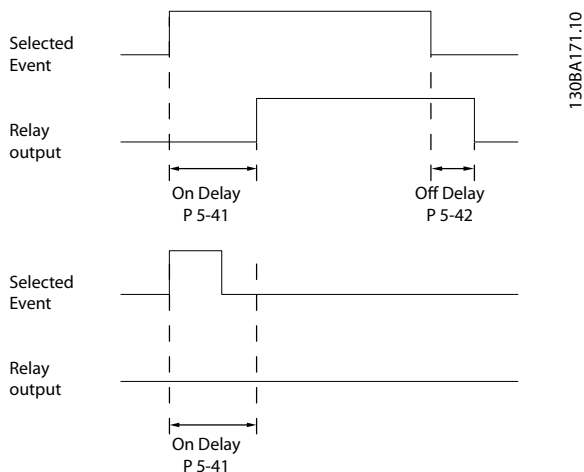 Selected
Event
Relay
output
On Delay
P 5-41
Off Delay
P 5-42
Selected
Event
Relay
output
On Delay
P 5-41
130BA171.10